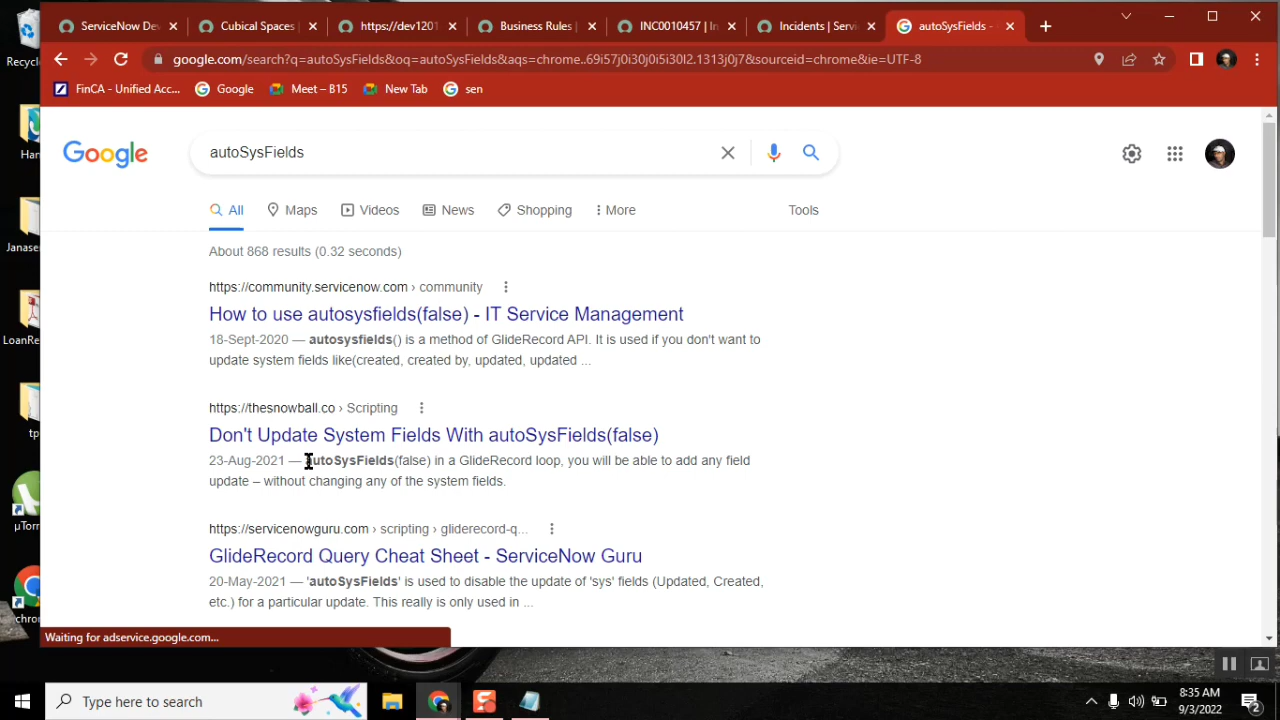 ServiceNow Dev
Cubical Spaces |
https://dev1201
Business Rules |
INC0010457 | In
Incidents | Servi
autoSysFields -
google.com/search?q=autoSysFields&oq=autoSysFields&aqs=chrome..69i57j0i30j0i5i30l2.1313j0j7&sourceid=chrome&ie=UTF-8
FinCA - Unified Acc...
Google
Meet – B15
New Tab
sen
Recycl
Han
Janase
LoanRe
tp
µTorr
chro
Google
autoSysFields
All
Maps
Videos
News
Shopping
More
Tools
About 868 results (0.32 seconds)
https://community.servicenow.com › community
How to use autosysfields(false) - IT Service Management
18-Sept-2020 — autosysfields() is a method of GlideRecord API. It is used if you don't want to
update system fields like(created, created by, updated, updated ...
https://thesnowball.co › Scripting
Don't Update System Fields With autoSysFields(false)
23-Aug-2021 — autoSysFields(false) in a GlideRecord loop, you will be able to add any field
update – without changing any of the system fields.
https://servicenowguru.com › scripting › gliderecord-q...
GlideRecord Query Cheat Sheet - ServiceNow Guru
20-May-2021 — 'autoSysFields' is used to disable the update of 'sys' fields (Updated, Created,
etc.) for a particular update. This really is only used in ...
Waiting for adservice.google.com...
Type here to search
8:35 AM
9/3/2022
2